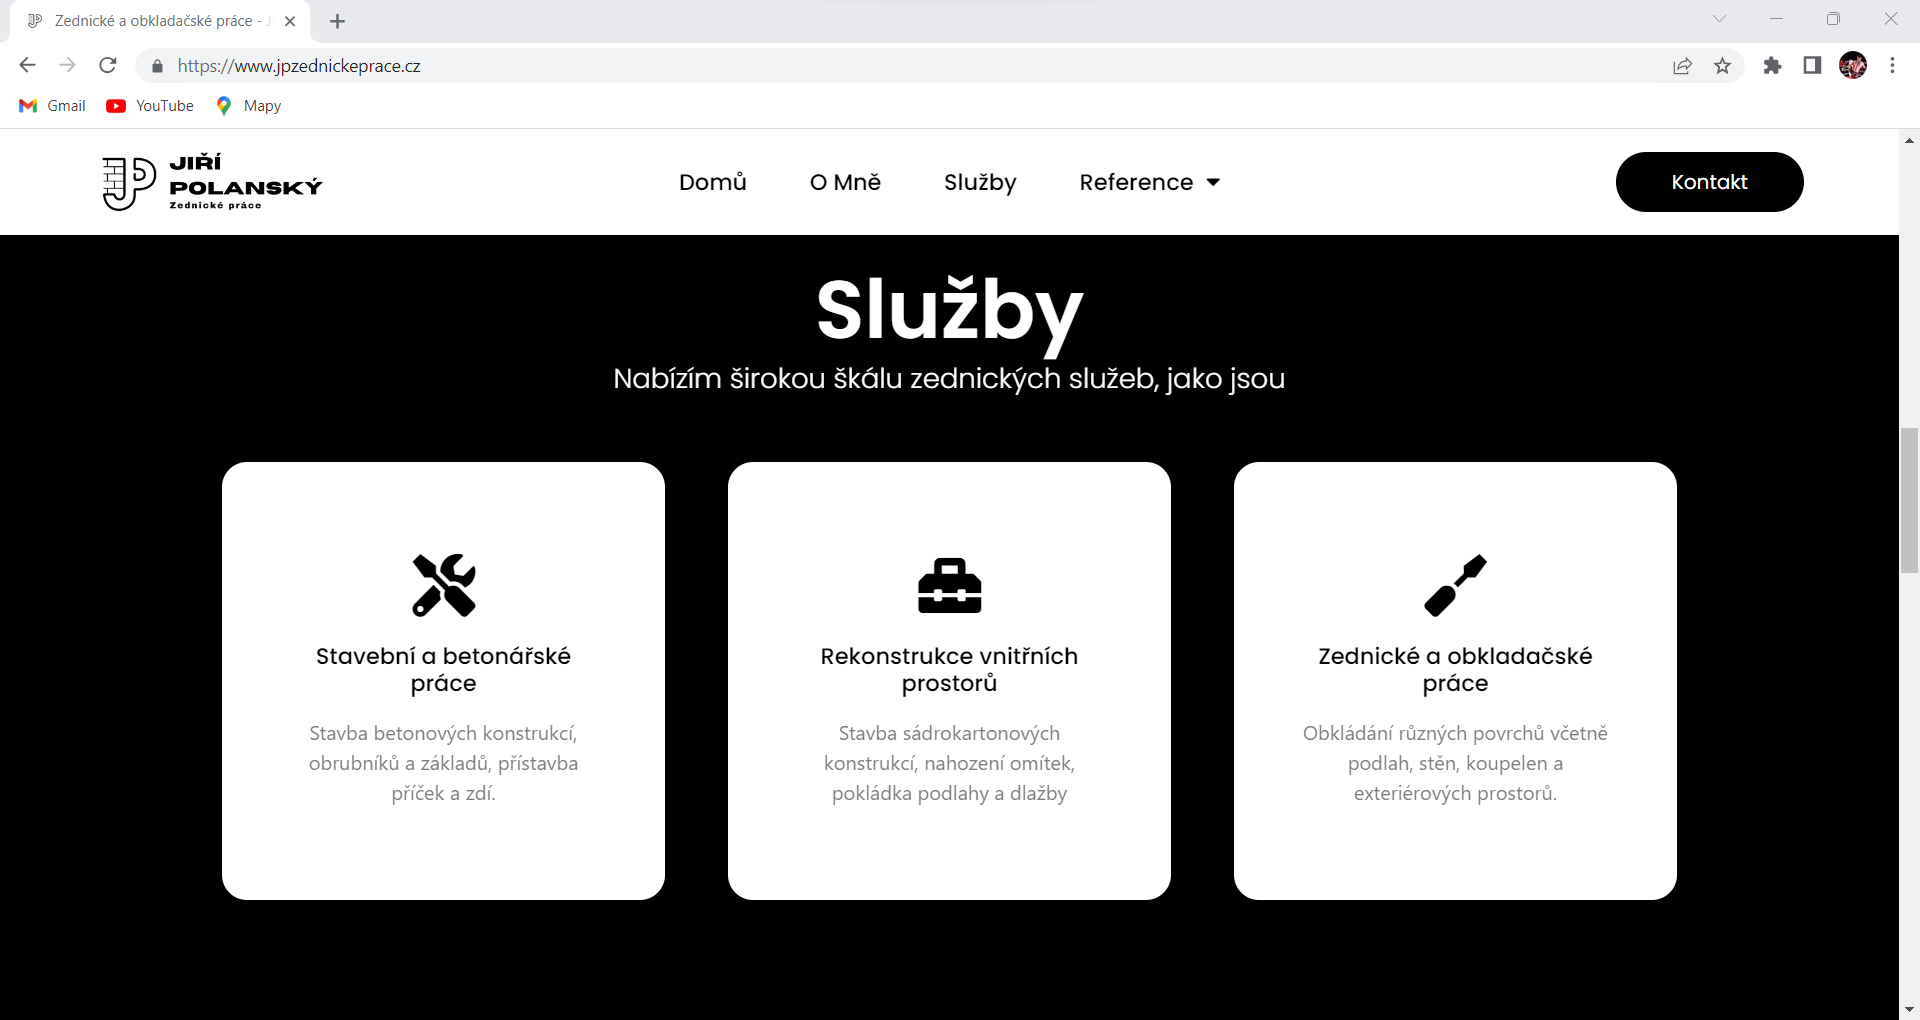 Zednické a obkladačské práce - J
https://www.jpzednickeprace.cz
Gmail YouTube Mapy
JIŘÍ
POLANSKÝ
Zednické práce
Domů O Mně Služby Reference Kontakt
Služby
Nabízím širokou škálu zednických služeb, jako jsou
Stavební a betonářské
práce
Stavba betonových konstrukcí,
obrubníků a základů, přístavba
příček a zdí.
Rekonstrukce vnitřních
prostorů
Stavba sádrokartonových
konstrukcí, nahození omítek,
pokládka podlahy a dlažby
Zednické a obkladačské
práce
Obkládání různých povrchů včetně
podlah, stěn, koupelen a
exteriérových prostorů.